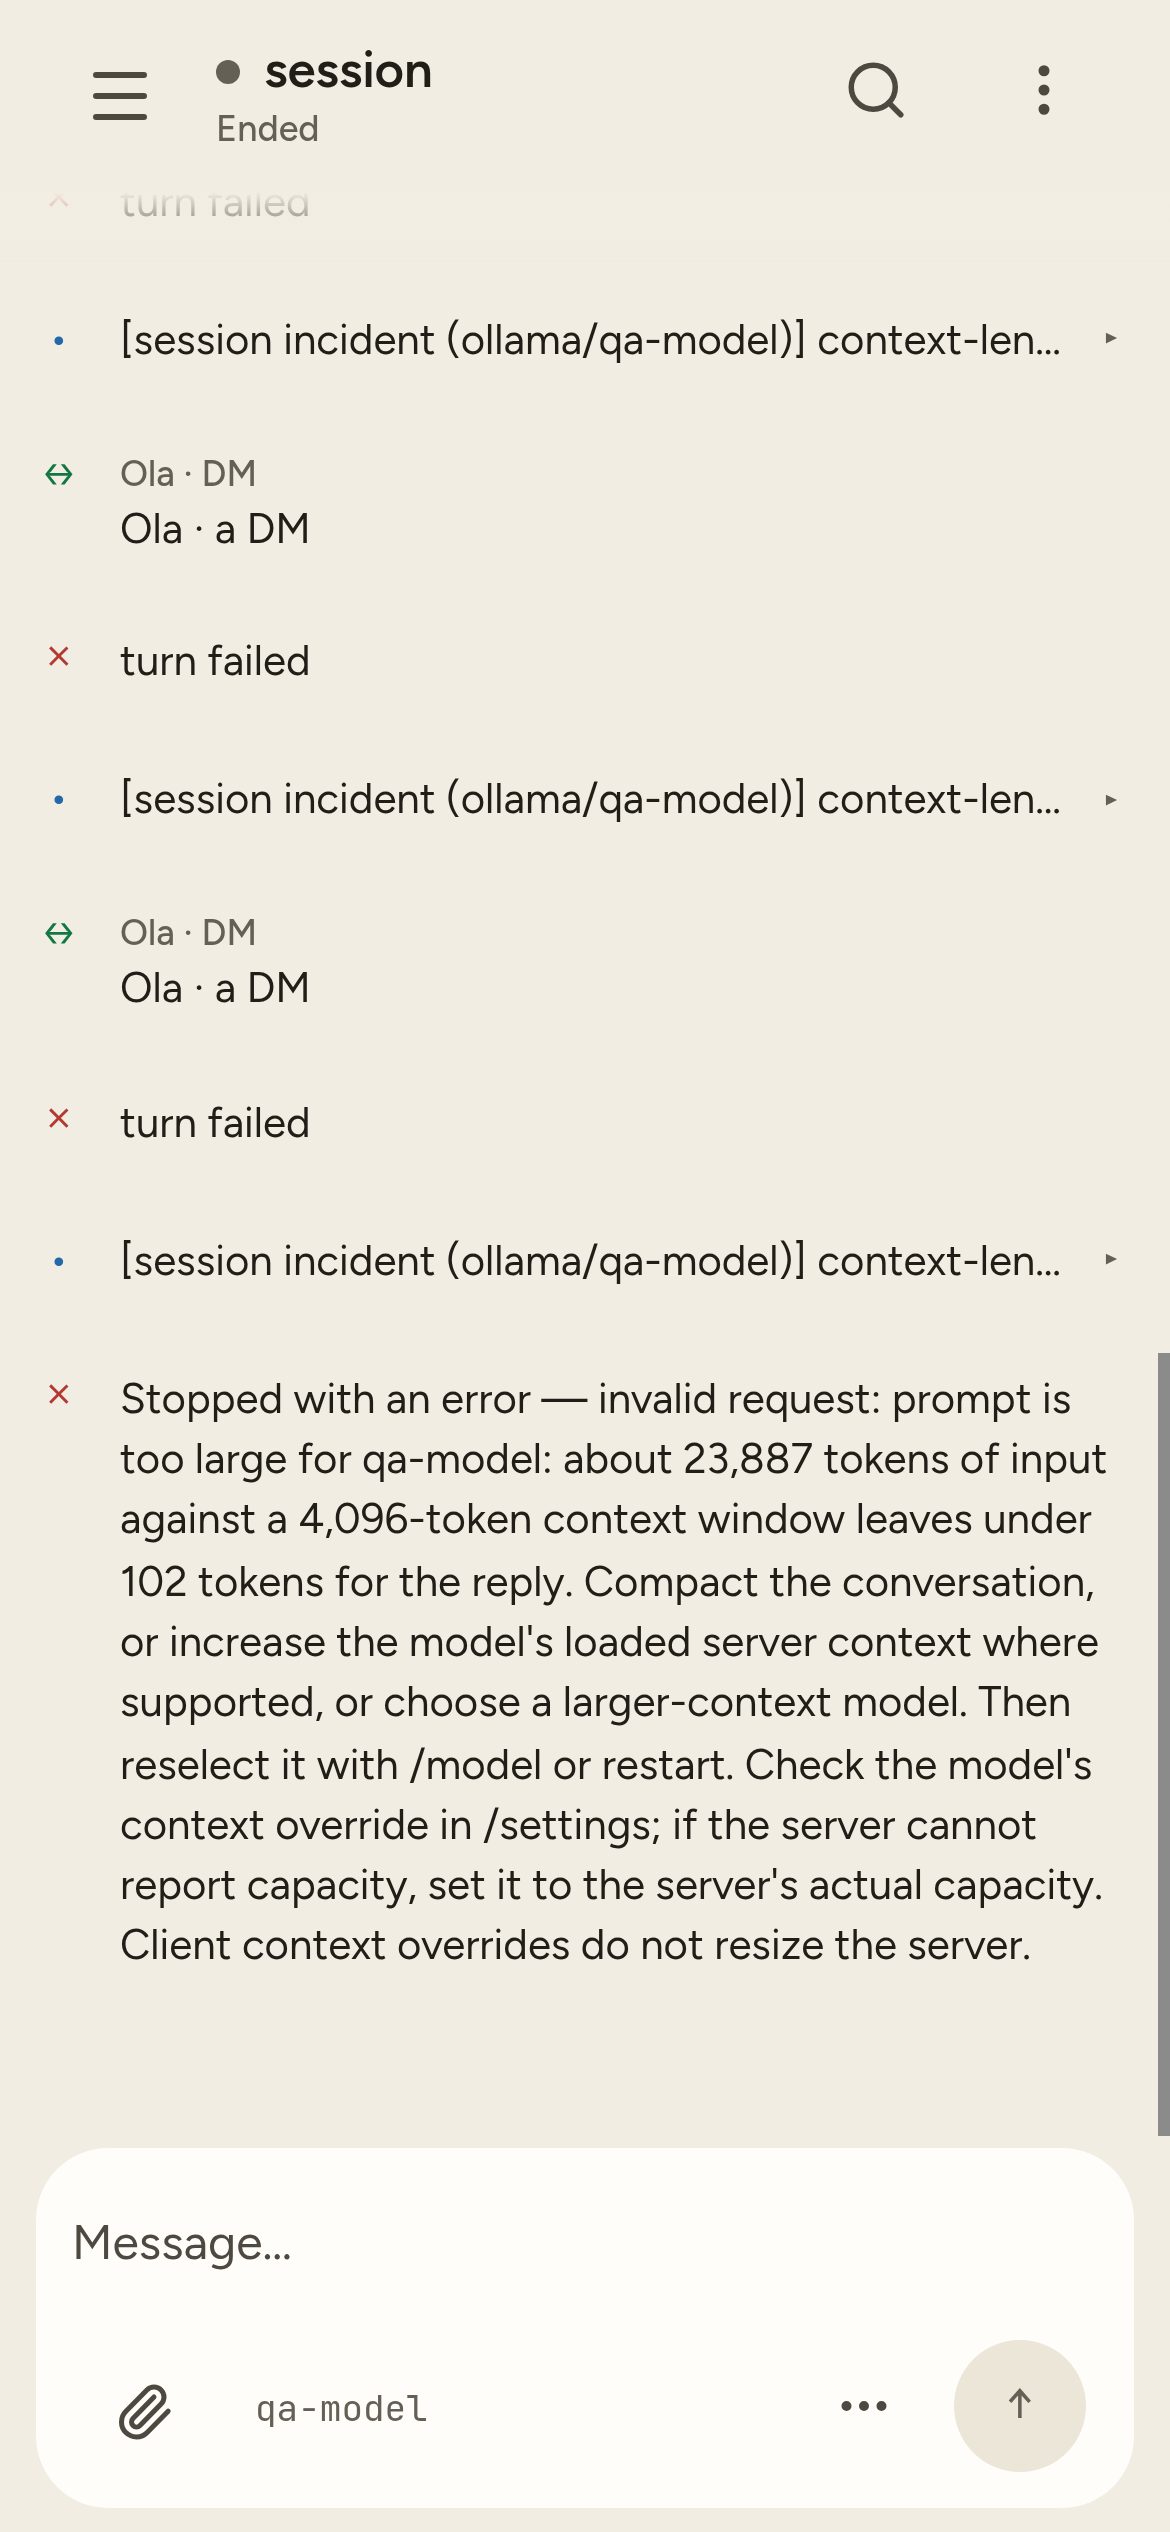 session
Ended
turn failed
[session incident (ollama/qa-model)] context-len...
Ola · DM
Ola · a DM
turn failed
[session incident (ollama/qa-model)] context-len...
Ola · DM
Ola · a DM
turn failed
[session incident (ollama/qa-model)] context-len...
Stopped with an error — invalid request: prompt is
too large for qa-model: about 23,887 tokens of input
against a 4,096-token context window leaves under
102 tokens for the reply. Compact the conversation,
or increase the model's loaded server context where
supported, or choose a larger-context model. Then
reselect it with /model or restart. Check the model's
context override in /settings; if the server cannot
report capacity, set it to the server's actual capacity.
Client context overrides do not resize the server.
Message...
qa-model